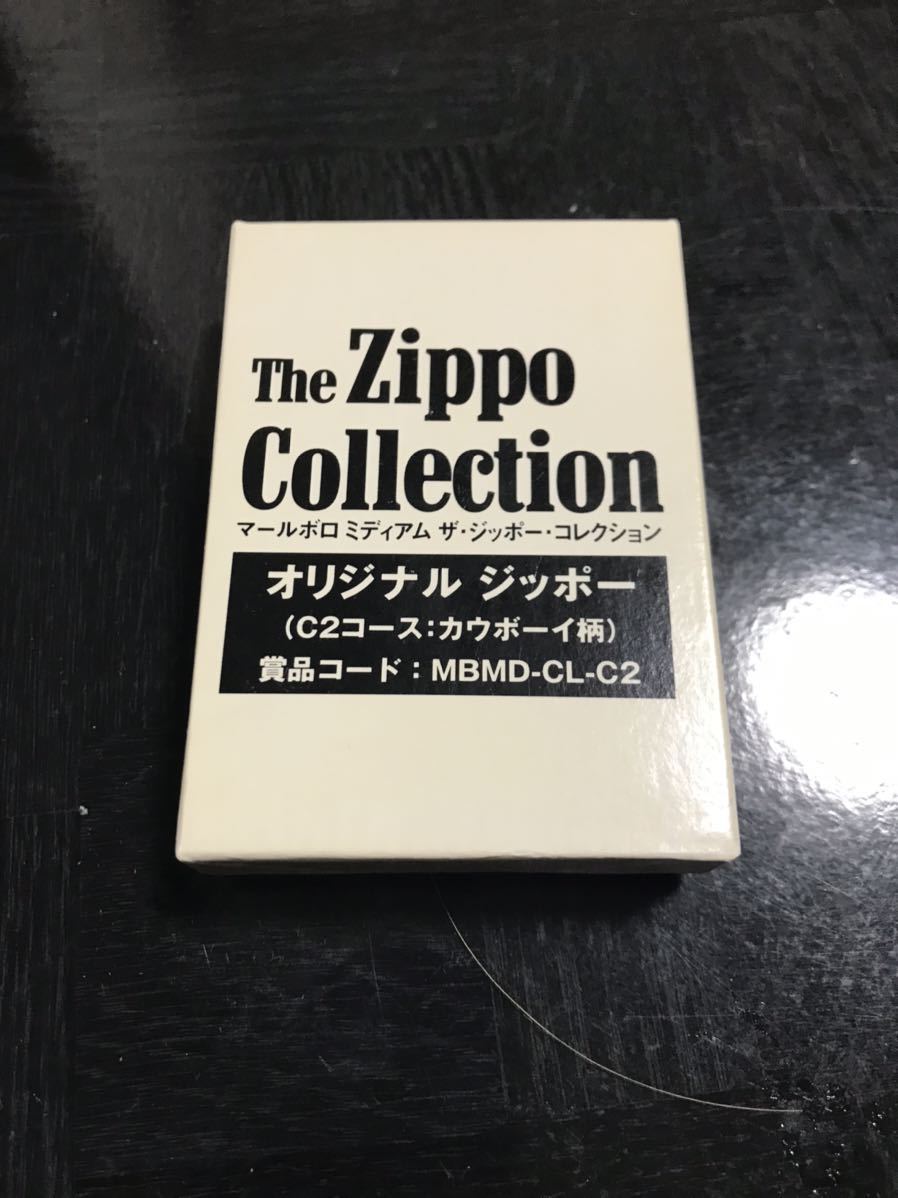 The Zippo
Collection
マールボロ ミディアム ザ・ジッポー・コレクション
オリジナル ジッポー
(C2コース:カウボーイ柄)
賞品コード:MBMD-CL-C2